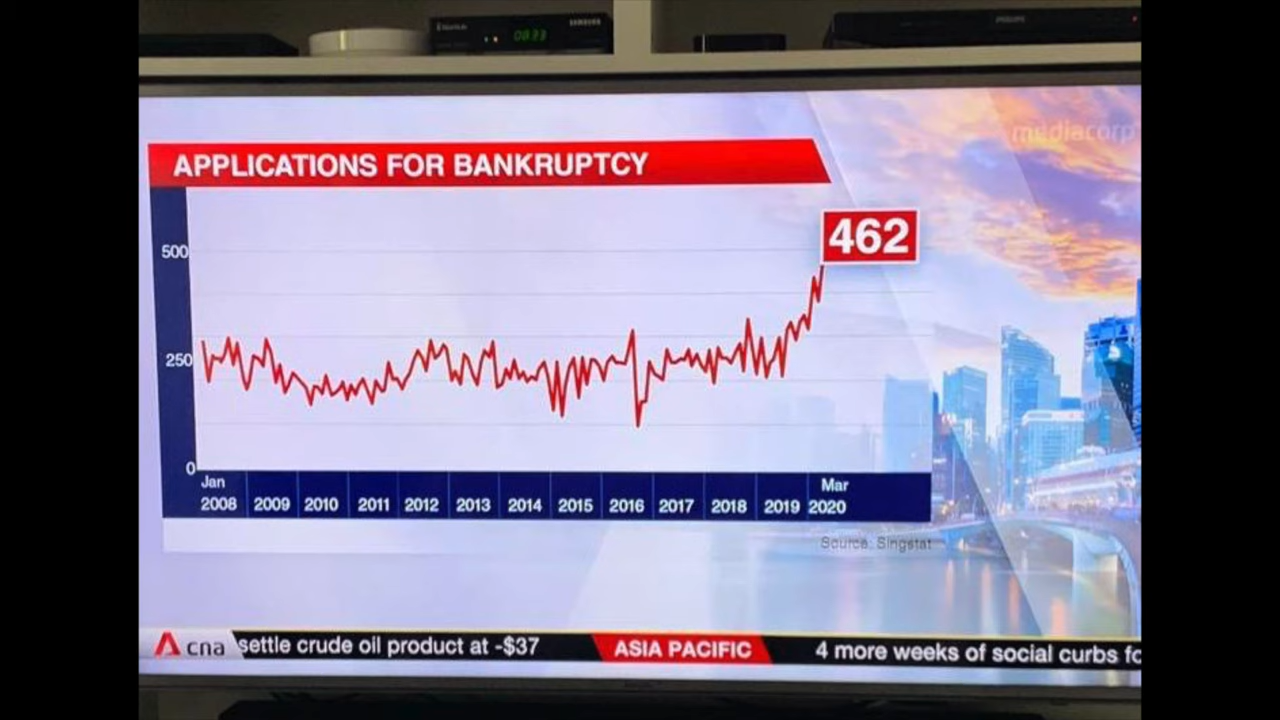 SAMSUNG
PHILIPS
mediacorp
APPLICATIONS FOR BANKRUPTCY
462
500
250
0
Jan
Mar
2008 2009 2010 2011 2012 2013 2014 2015 2016 2017 2018 2019 2020
Source: Singstat
cna settle crude oil product at -$37 ASIA PACIFIC 4 more weeks of social curbs fo